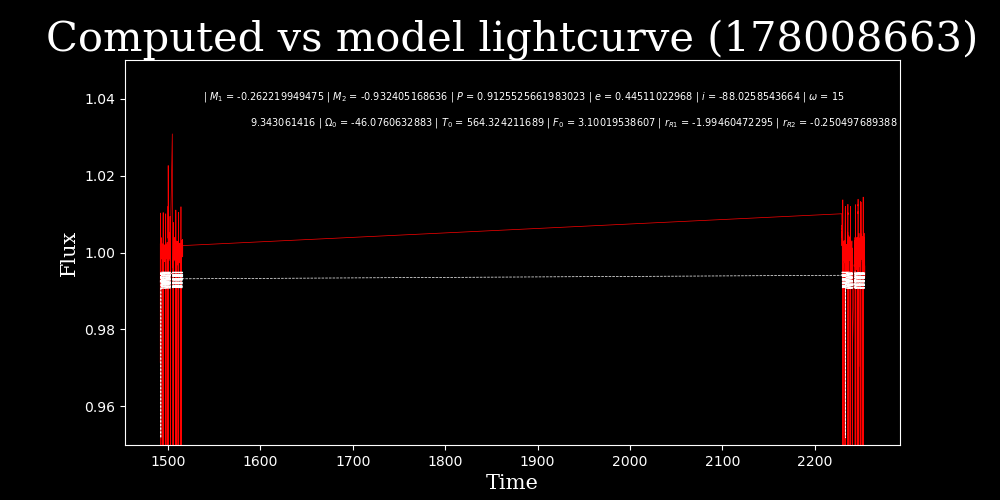 Computed vs model lightcurve (178008663)
| M₁ = -0.262219949475 | M₂ = -0.932405168636 | P = 0.9125525661983023 | e = 0.44511022968 | i = -88.0258543664 | ω = 15
9.343061416 | Ω₀ = -46.0760632883 | T₀ = 564.324211689 | F₀ = 3.10019538607 | r_R1 = -1.99460472295 | r_R2 = -0.250497689388
1.04
1.02
1.00
0.98
0.96
Flux
1500 1600 1700 1800 1900 2000 2100 2200
Time